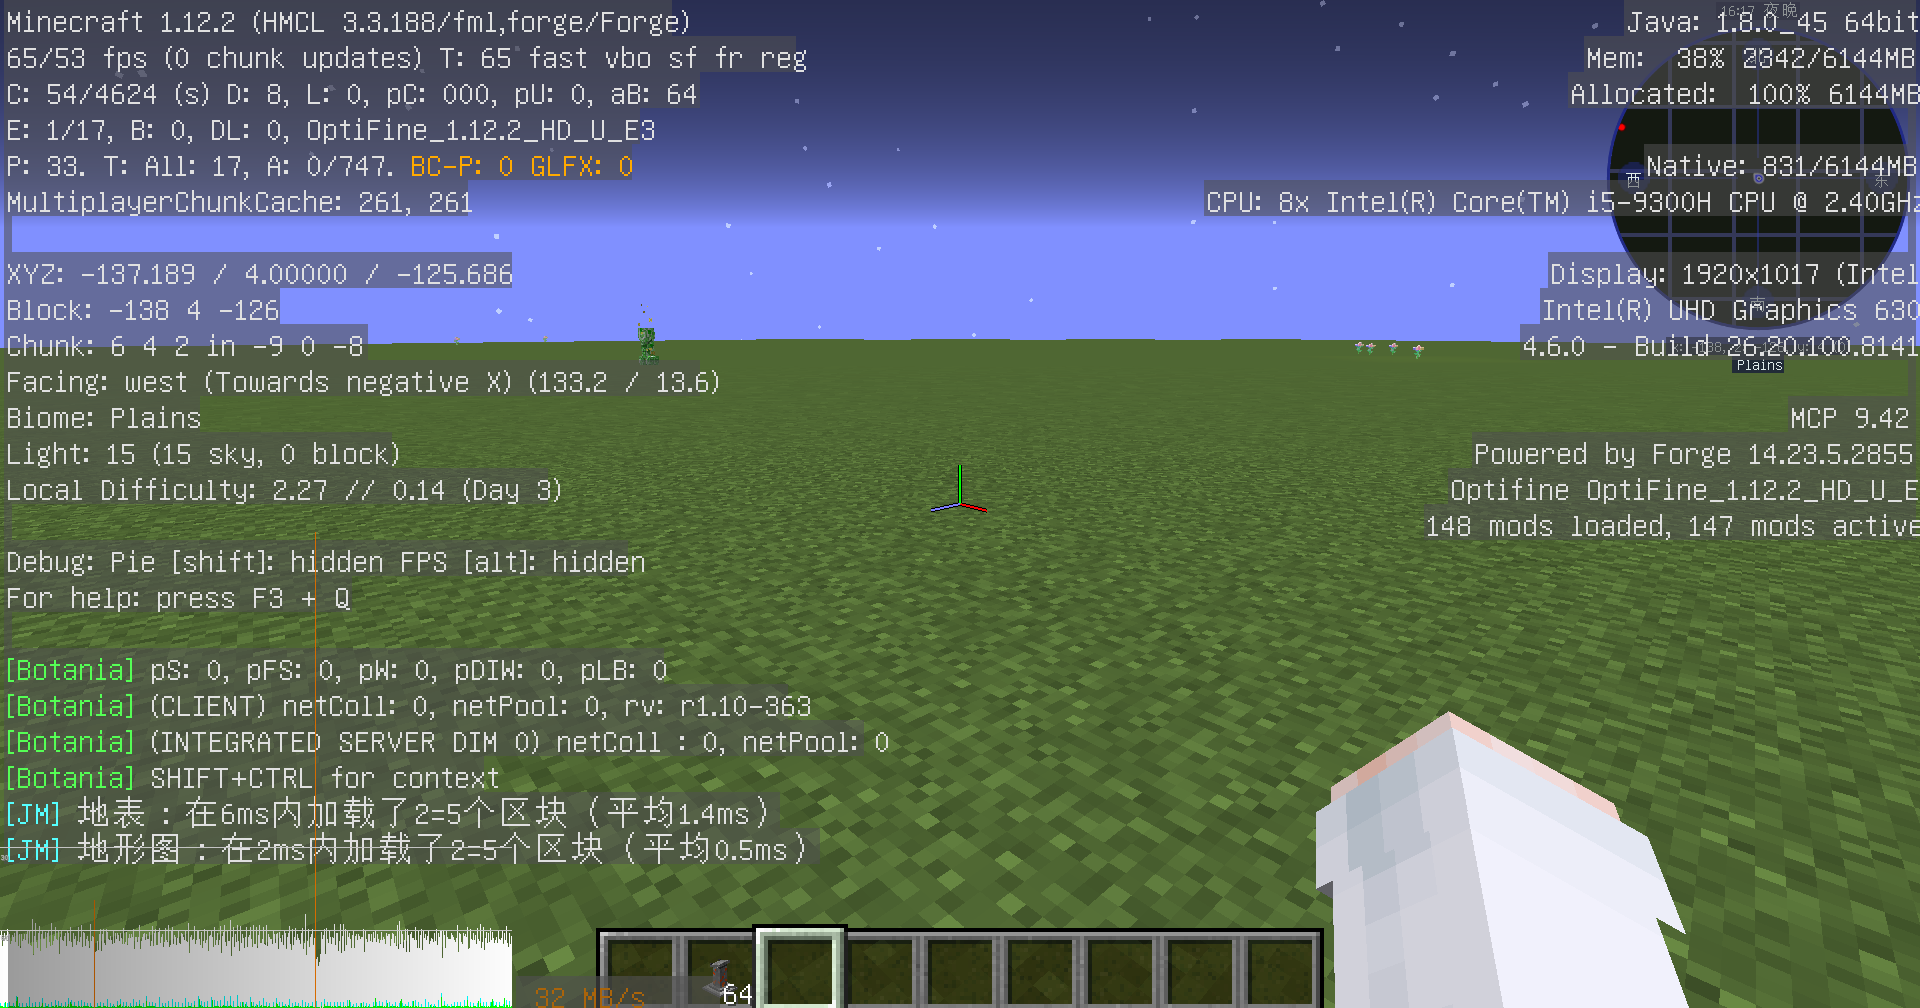 Minecraft 1.12.2 (HMCL 3.3.188/fml,forge/Forge)
65/53 fps (0 chunk updates) T: 65 fast vbo sf fr reg
C: 54/4624 (s) D: 8, L: 0, pC: 000, pU: 0, aB: 64
E: 1/17, B: 0, DL: 0, OptiFine_1.12.2_HD_U_E3
P: 33. T: All: 17, A: 0/747. BC-P: 0 GLFX: 0
MultiplayerChunkCache: 261, 261
XYZ: -137.189 / 4.00000 / -125.686
Block: -138 4 -126
Chunk: 6 4 2 in -9 0 -8
Facing: west (Towards negative X) (133.2 / 13.6)
Biome: Plains
Light: 15 (15 sky, 0 block)
Local Difficulty: 2.27 // 0.14 (Day 3)
Debug: Pie [shift]: hidden FPS [alt]: hidden
For help: press F3 + Q
[Botania] pS: 0, pFS: 0, pW: 0, pDIW: 0, pLB: 0
[Botania] (CLIENT) netColl: 0, netPool: 0, rv: r1.10-363
[Botania] (INTEGRATED SERVER DIM 0) netColl : 0, netPool: 0
[Botania] SHIFT+CTRL for context
[JM] 地表：在6ms内加载了2=5个区块（平均1.4ms）
[JM] 地形图：在2ms内加载了2=5个区块（平均0.5ms）
16:17 夜晚
Java: 1.8.0_45 64bit
Mem: 38% 2342/6144MB
Allocated: 100% 6144MB
Native: 831/6144MB
西
东
CPU: 8x Intel(R) Core(TM) i5-9300H CPU @ 2.40GHz
Display: 1920x1017 (Intel
南
Intel(R) UHD Graphics 630
4.6.0 - Build 26.20.100.8141
Plains
MCP 9.42
Powered by Forge 14.23.5.2855
Optifine OptiFine_1.12.2_HD_U_E
148 mods loaded, 147 mods active
32 MB/s
64